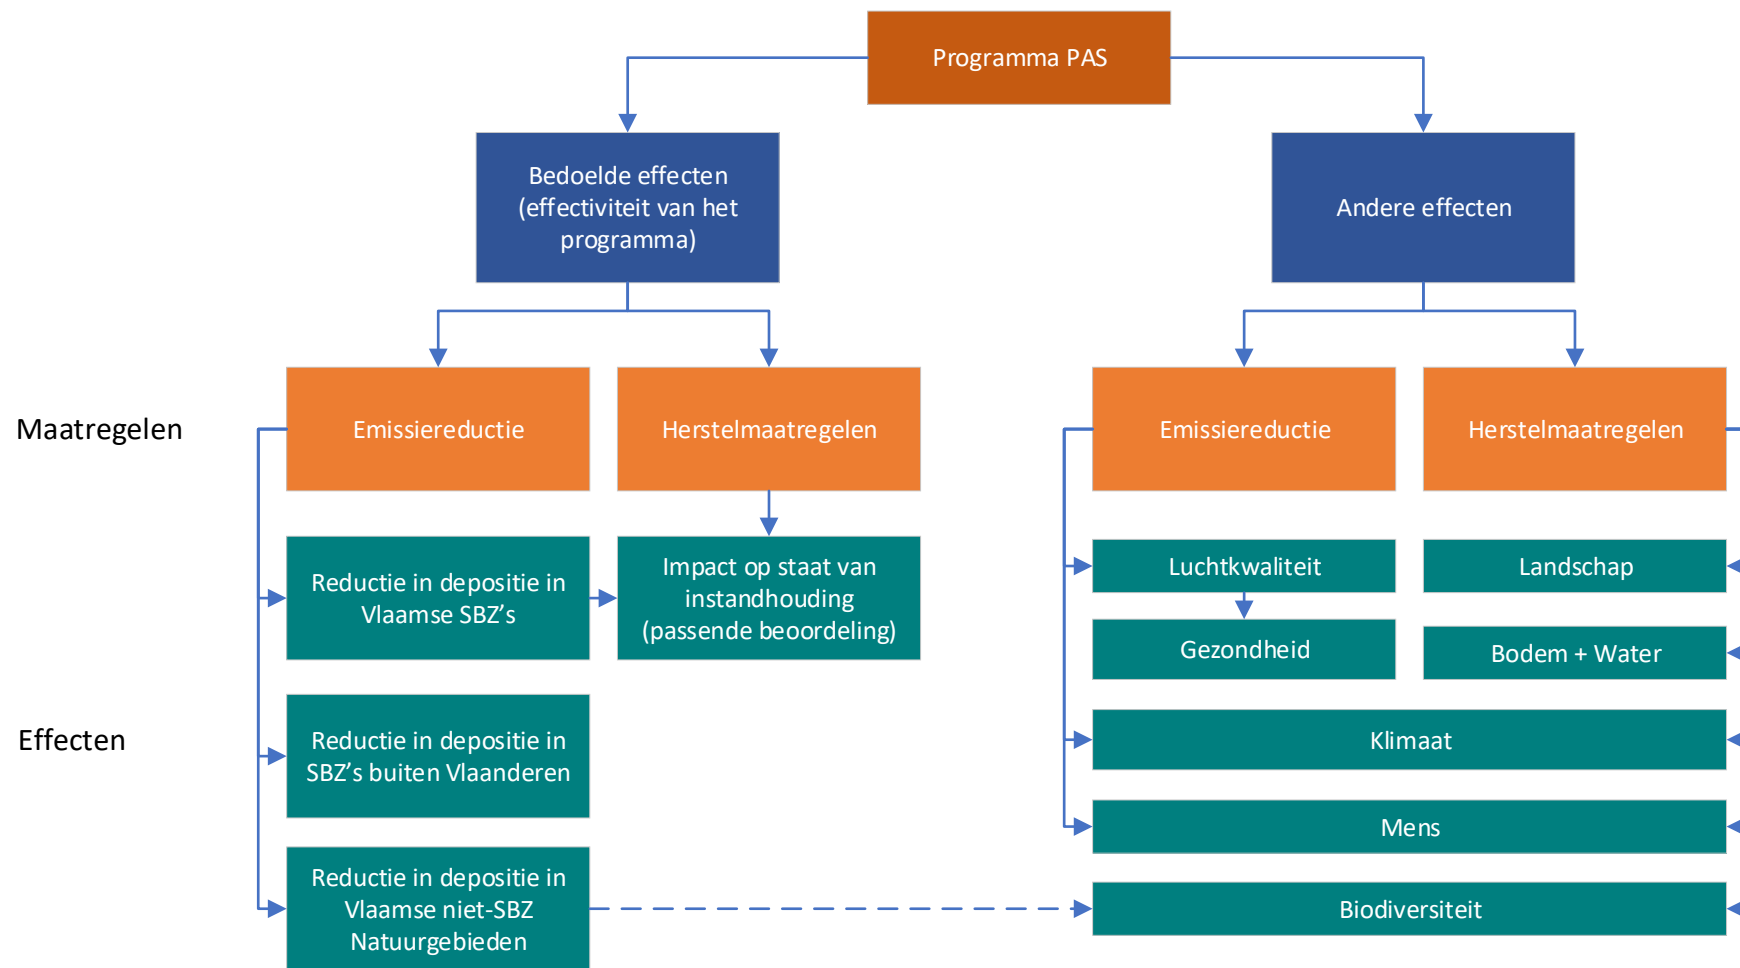 Programma PAS
Bedoelde effecten
(effectiviteit van het
programma)
Andere effecten
Maatregelen
Emissiereductie
Herstelmaatregelen
Emissiereductie
Herstelmaatregelen
Reductie in depositie in
Vlaamse SBZ’s
Impact op staat van
instandhouding
(passende beoordeling)
Luchtkwaliteit
Landschap
Gezondheid
Bodem + Water
Effecten
Reductie in depositie in
SBZ’s buiten Vlaanderen
Klimaat
Mens
Reductie in depositie in
Vlaamse niet-SBZ
Natuurgebieden
Biodiversiteit